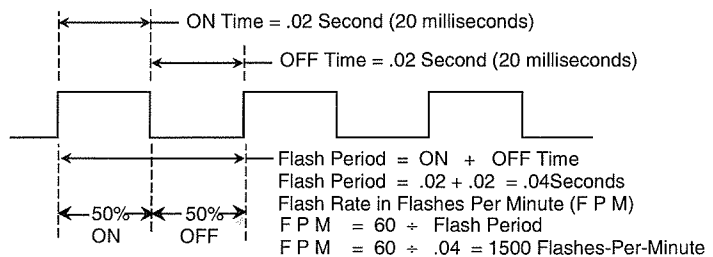 ON Time = .02 Second (20 milliseconds)
OFF Time = .02 Second (20 milliseconds)
Flash Period = ON + OFF Time
Flash Period = .02 + .02 = .04Seconds
Flash Rate in Flashes Per Minute (F P M)
50% 50% F P M = 60 ÷ Flash Period
ON OFF F P M = 60 ÷ .04 = 1500 Flashes-Per-Minute